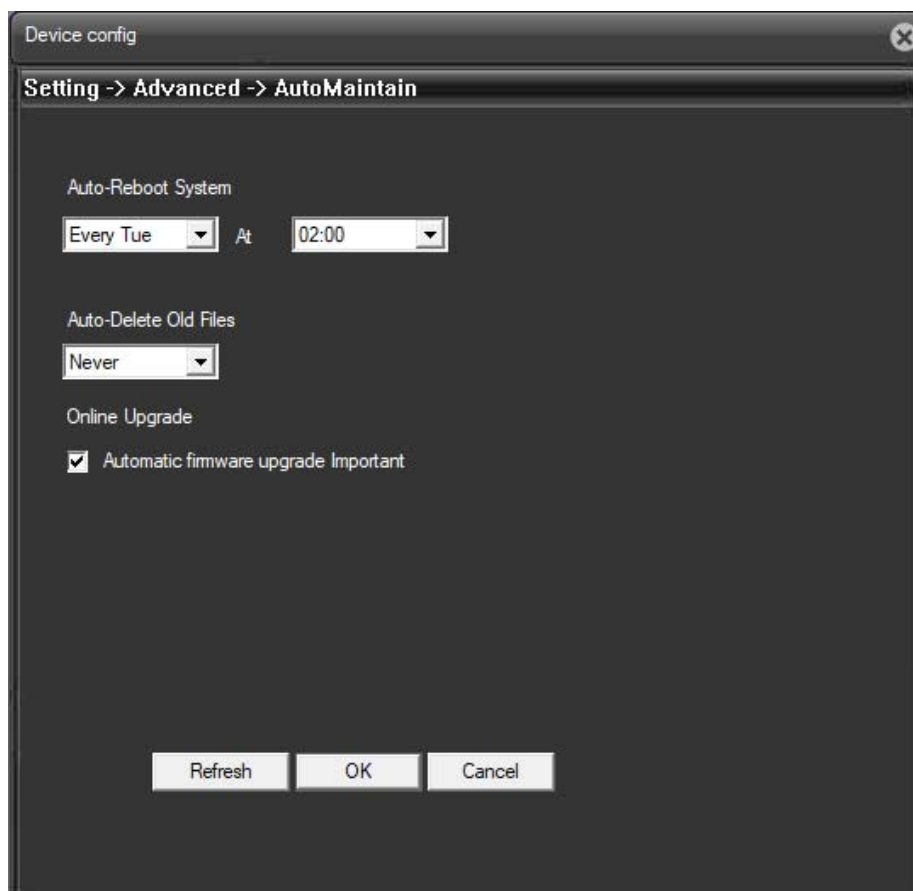 Device config
Setting -> Advanced -> AutoMaintain
Auto-Reboot System
Every Tue At 02:00
Auto-Delete Old Files
Never
Online Upgrade
Automatic firmware upgrade Important
Refresh OK Cancel